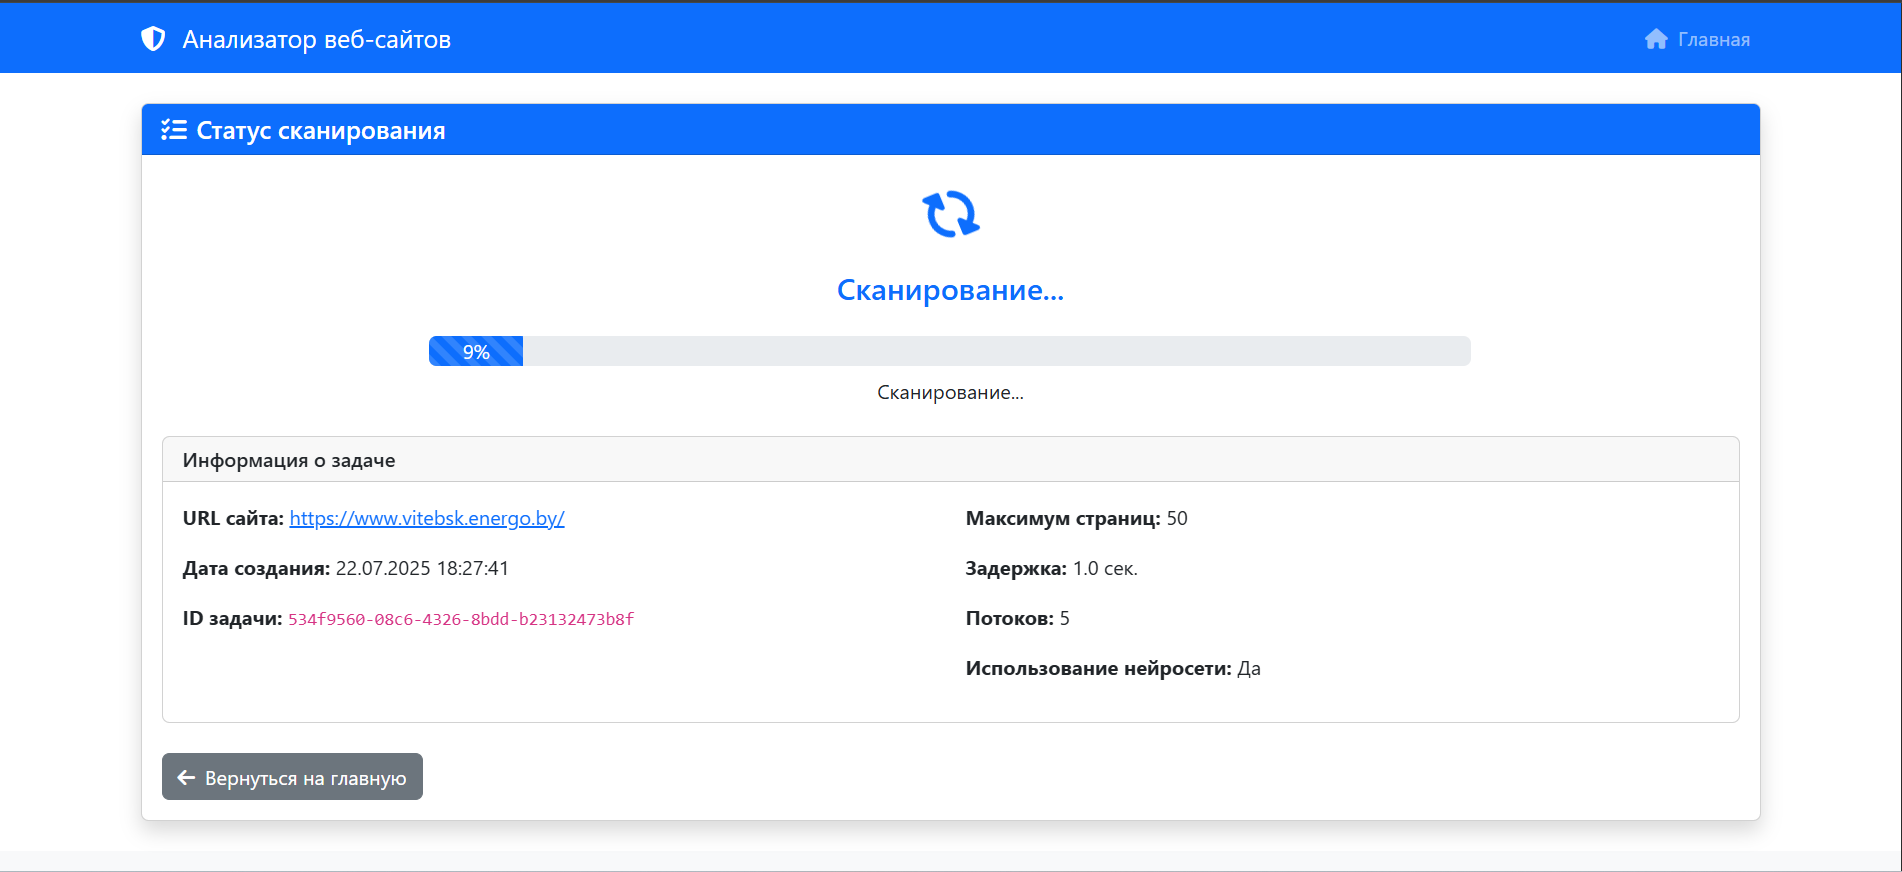 Анализатор веб-сайтов
Главная
Статус сканирования
Сканирование...
9%
Сканирование...
Информация о задаче
URL сайта: https://www.vitebsk.energo.by/
Дата создания: 22.07.2025 18:27:41
ID задачи: 534f9560-08c6-4326-8bdd-b23132473b8f
Максимум страниц: 50
Задержка: 1.0 сек.
Потоков: 5
Использование нейросети: Да
Вернуться на главную